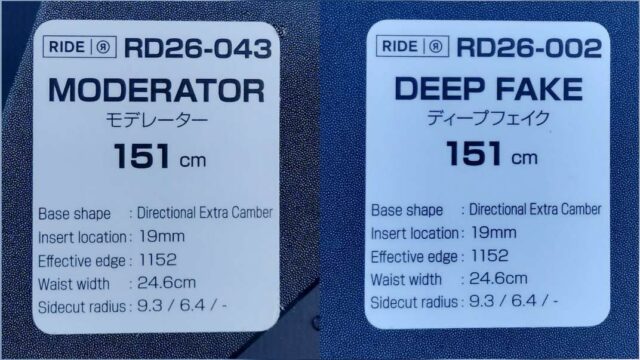 RIDE Ⓡ RD26-043
MODERATOR
モデレーター
151 cm
Base shape : Directional Extra Camber
Insert location : 19mm
Effective edge : 1152
Waist width : 24.6cm
Sidecut radius : 9.3 / 6.4 / -
RIDE Ⓡ RD26-002
DEEP FAKE
ディープフェイク
151 cm
Base shape : Directional Extra Camber
Insert location : 19mm
Effective edge : 1152
Waist width : 24.6cm
Sidecut radius : 9.3 / 6.4 / -